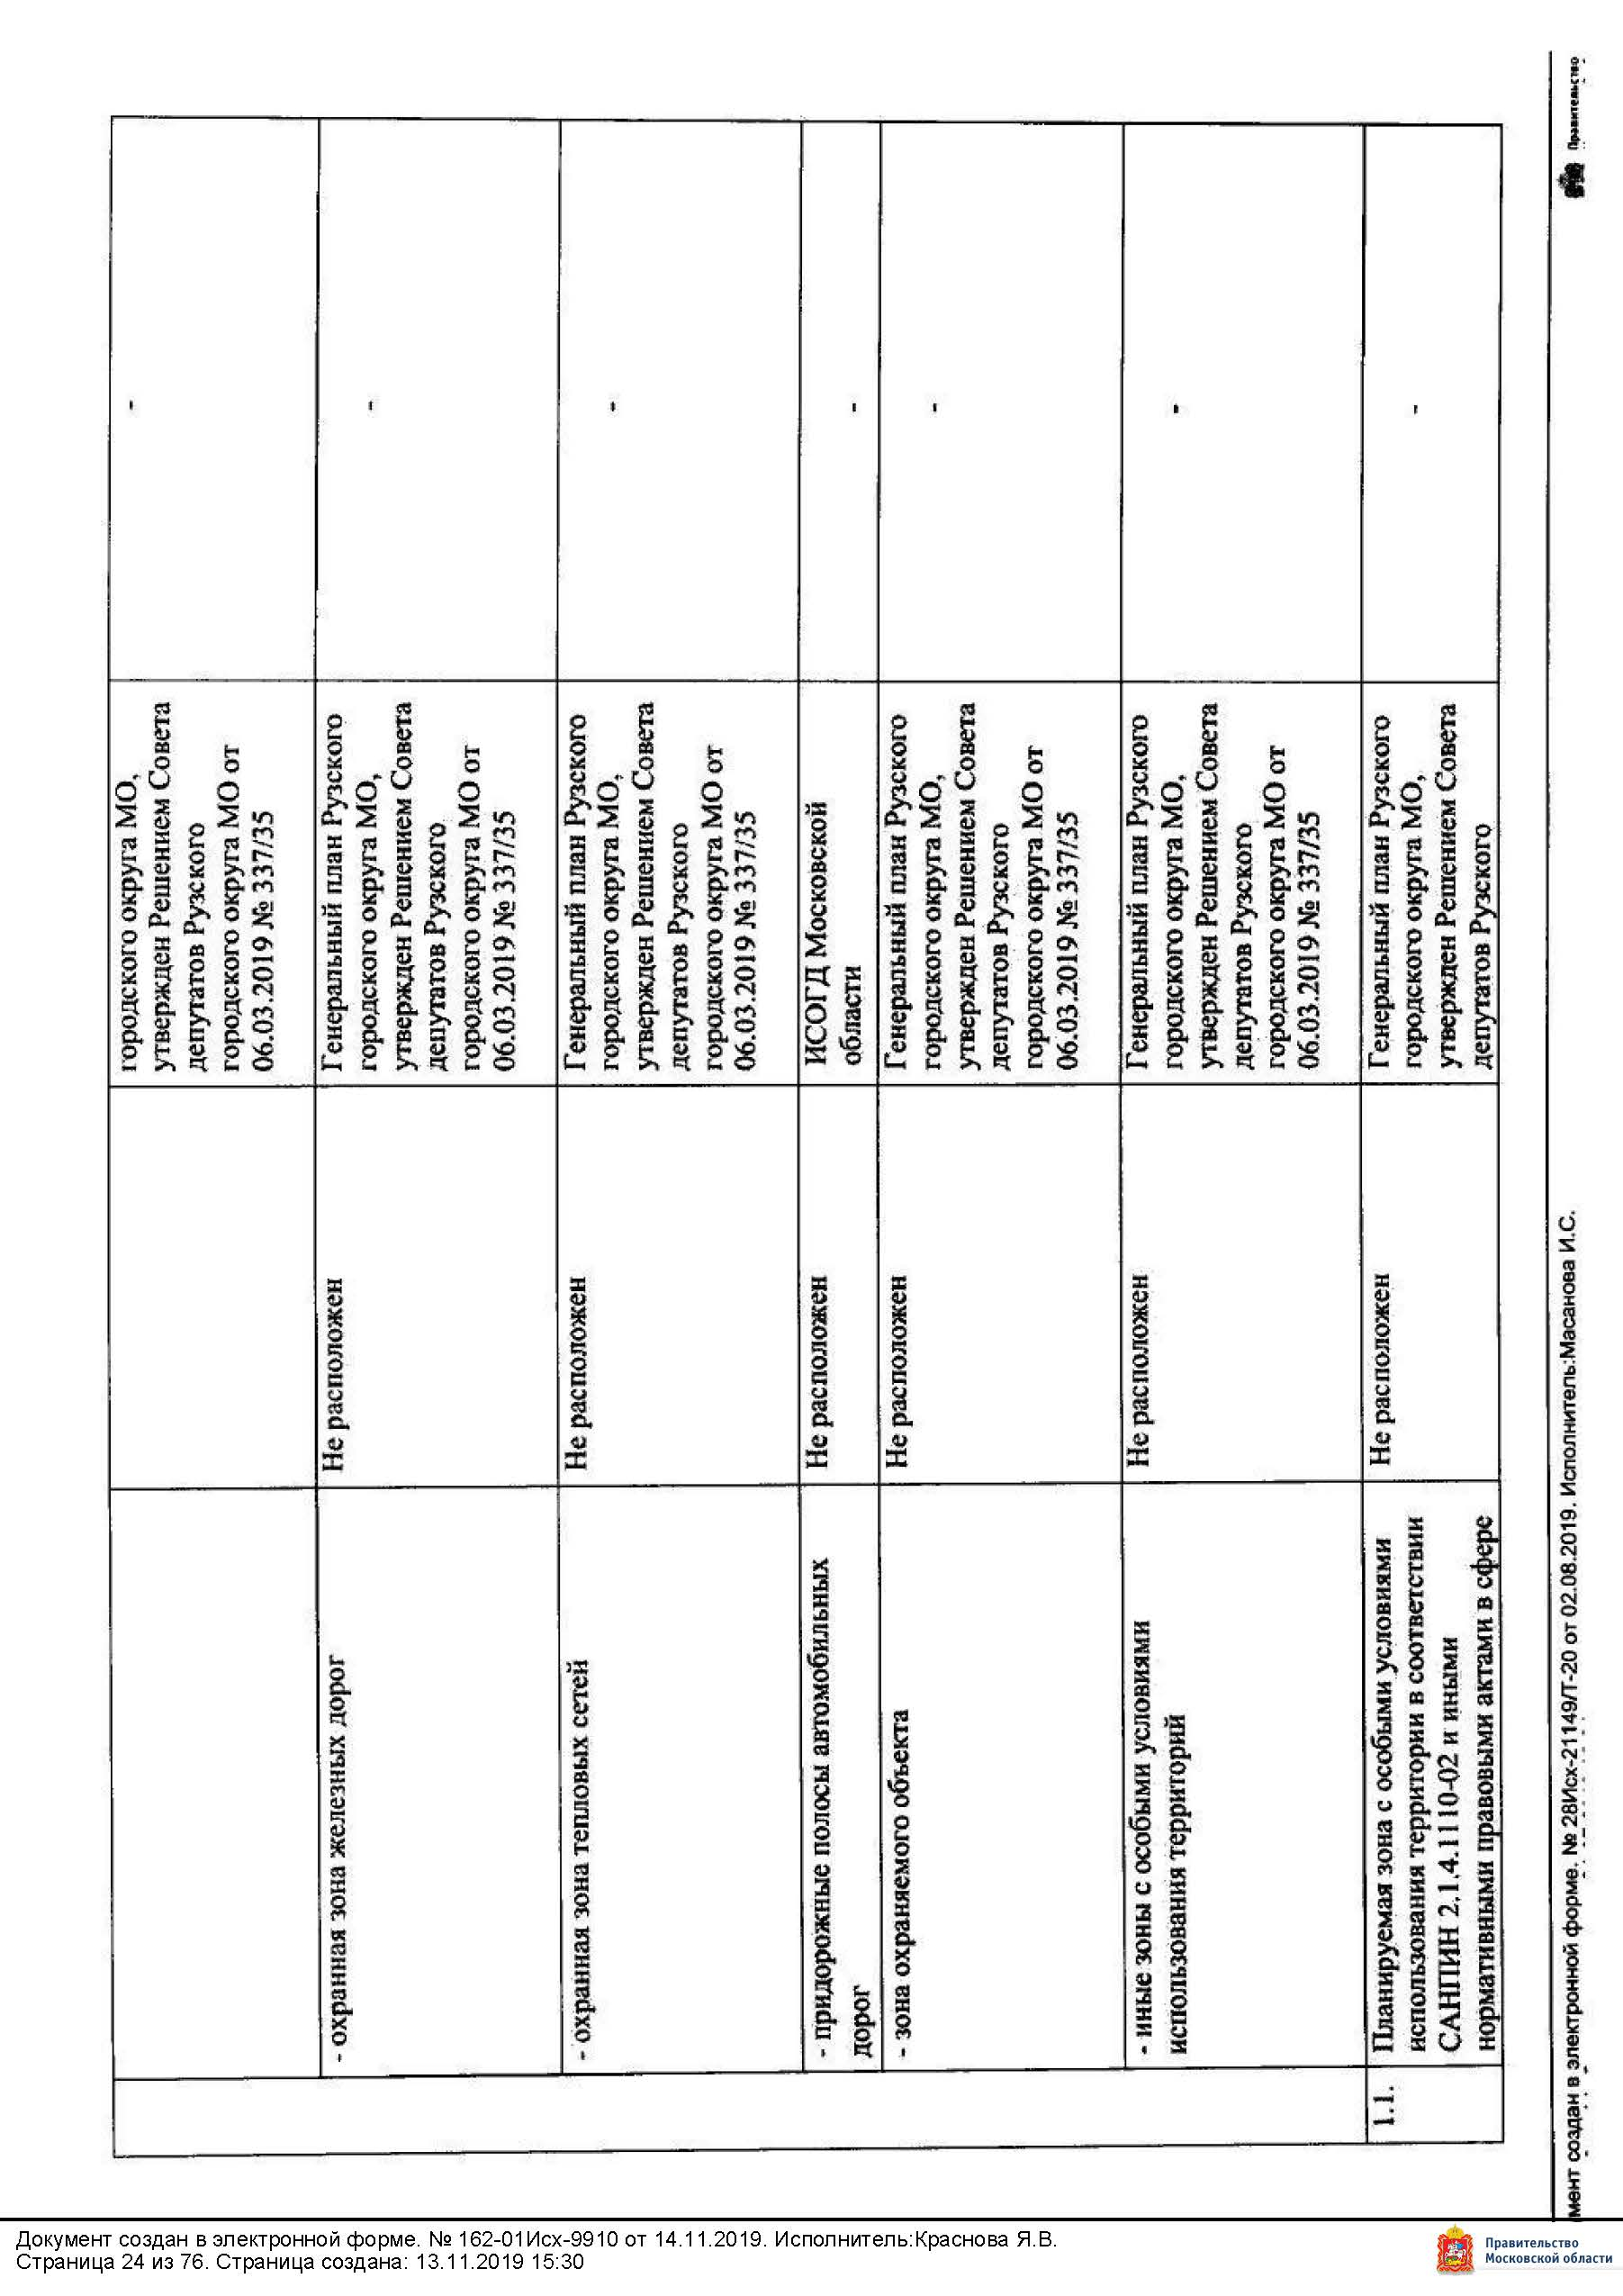 городского округа МО,
утвержден Решением Совета
депутатов Рузского
городского округа МО от
06.03.2019 № 337/35
-
- охранная зона железных дорог
Не расположен
Генеральный план Рузского
городского округа МО,
утвержден Решением Совета
депутатов Рузского
городского округа МО от
06.03.2019 № 337/35
-
- охранная зона тепловых сетей
Не расположен
Генеральный план Рузского
городского округа МО,
утвержден Решением Совета
депутатов Рузского
городского округа МО от
06.03.2019 № 337/35
-
- придорожные полосы автомобильных
дорог
Не расположен
ИСОГД Московской
области
-
- зона охраняемого объекта
Не расположен
Генеральный план Рузского
городского округа МО,
утвержден Решением Совета
депутатов Рузского
городского округа МО от
06.03.2019 № 337/35
-
- иные зоны с особыми условиями
использования территорий
Не расположен
Генеральный план Рузского
городского округа МО,
утвержден Решением Совета
депутатов Рузского
городского округа МО от
06.03.2019 № 337/35
-
1.1.
Планируемая зона с особыми условиями
использования территории в соответствии
САНПИН 2.1.4.1110-02 и иными
нормативными правовыми актами в сфере
Не расположен
Генеральный план Рузского
городского округа МО,
утвержден Решением Совета
депутатов Рузского
-
мент создан в электронной форме. № 28Исх-21149/Т-20 от 02.08.2019. Исполнитель:Масанова И.С.
Правительство
Документ создан в электронной форме. № 162-01Исх-9910 от 14.11.2019. Исполнитель:Краснова Я.В.
Страница 24 из 76. Страница создана: 13.11.2019 15:30
Правительство
Московской области